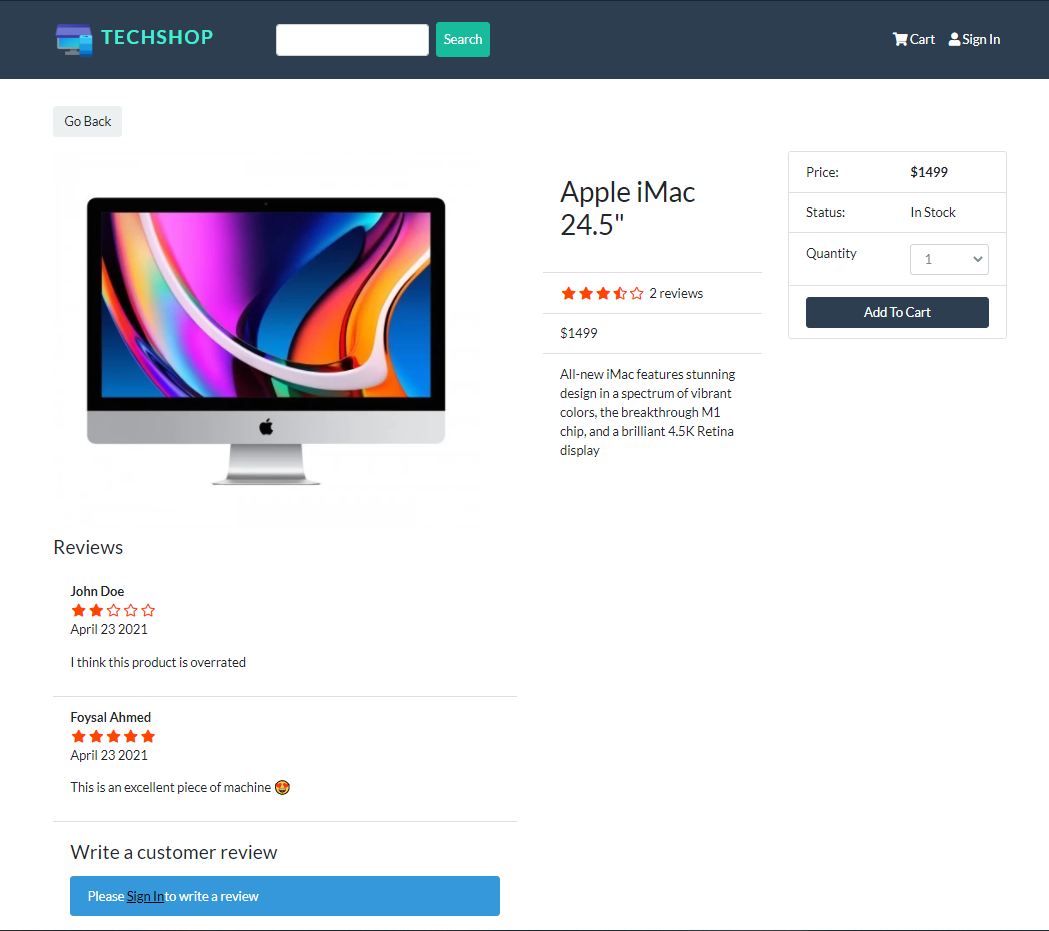 TECHSHOP
Search
Cart
Sign In
Go Back
Apple iMac
24.5"
2 reviews
$1499
All-new iMac features stunning
design in a spectrum of vibrant
colors, the breakthrough M1
chip, and a brilliant 4.5K Retina
display
Price: $1499
Status: In Stock
Quantity 1
Add To Cart
Reviews
John Doe
April 23 2021
I think this product is overrated
Foysal Ahmed
April 23 2021
This is an excellent piece of machine 😍
Write a customer review
Please Sign In to write a review